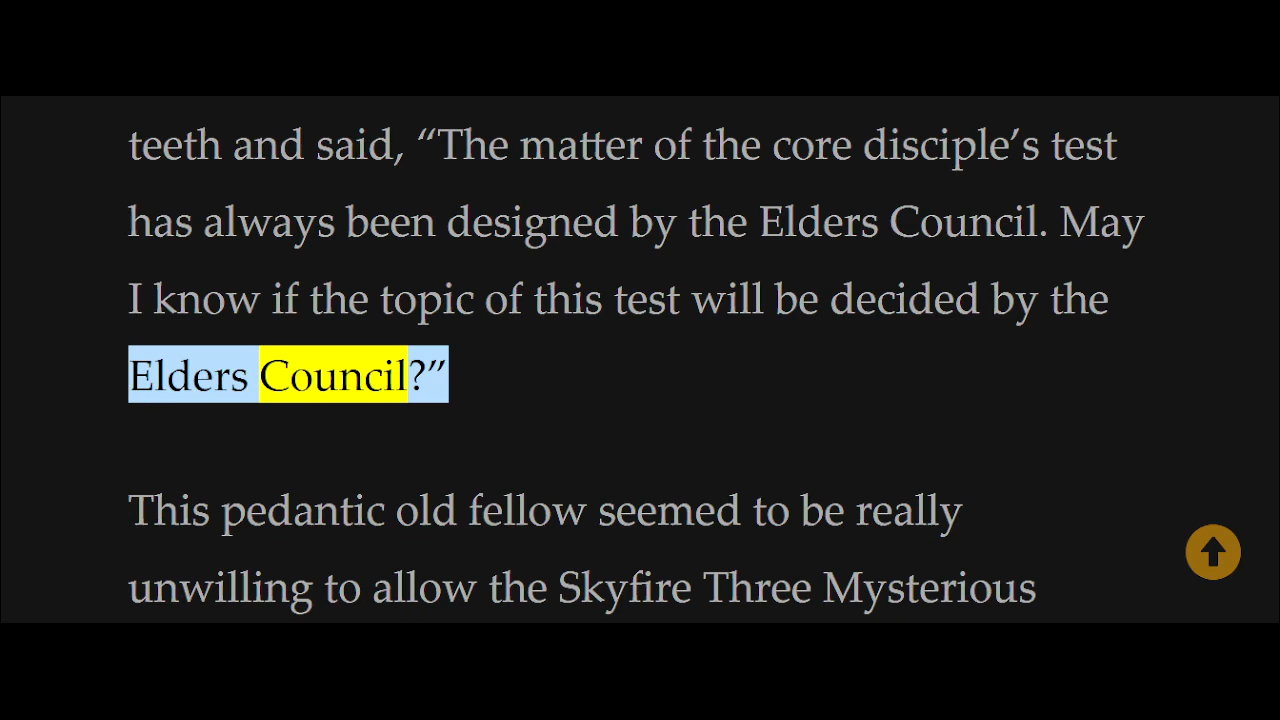 teeth and said, “The matter of the core disciple’s test
has always been designed by the Elders Council. May
I know if the topic of this test will be decided by the
Elders Council?”
This pedantic old fellow seemed to be really
unwilling to allow the Skyfire Three Mysterious